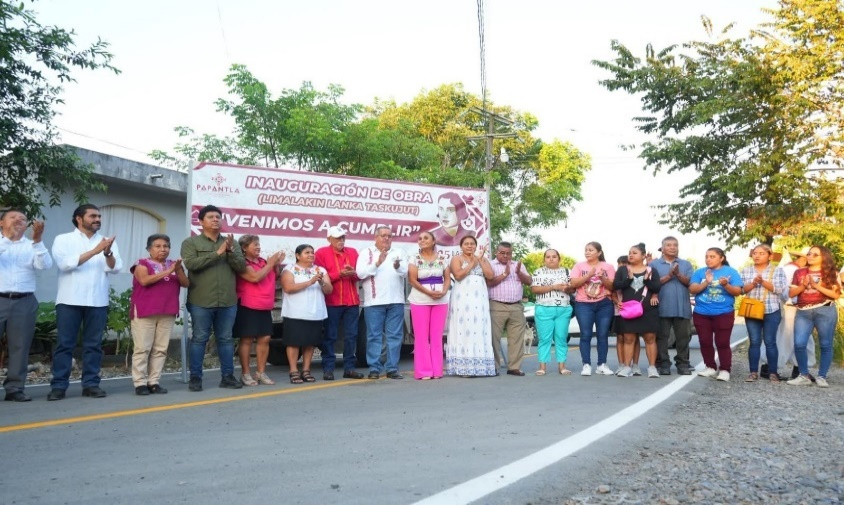 PAPANTLA
INAUGURACIÓN DE OBRA
(LIMALAKIN LANKA TASKUJUT)
VENIMOS A CUMPLIR"